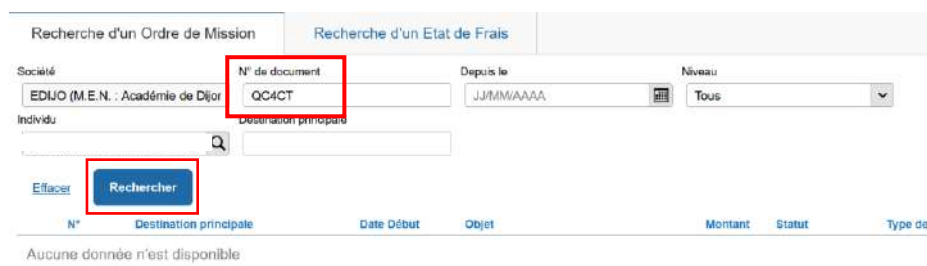 Recherche d'un Ordre de Mission Recherche d'un Etat de Frais
Société N° de document Depuis le Niveau
EDIJO (M.E.N. : Académie de Dijor QC4CT JJ/MM/AAAA Tous
Individu Destination principale
Effacer Rechercher
N° Destination principale Date Début Objet Montant Statut Type de
Aucune donnée n'est disponible